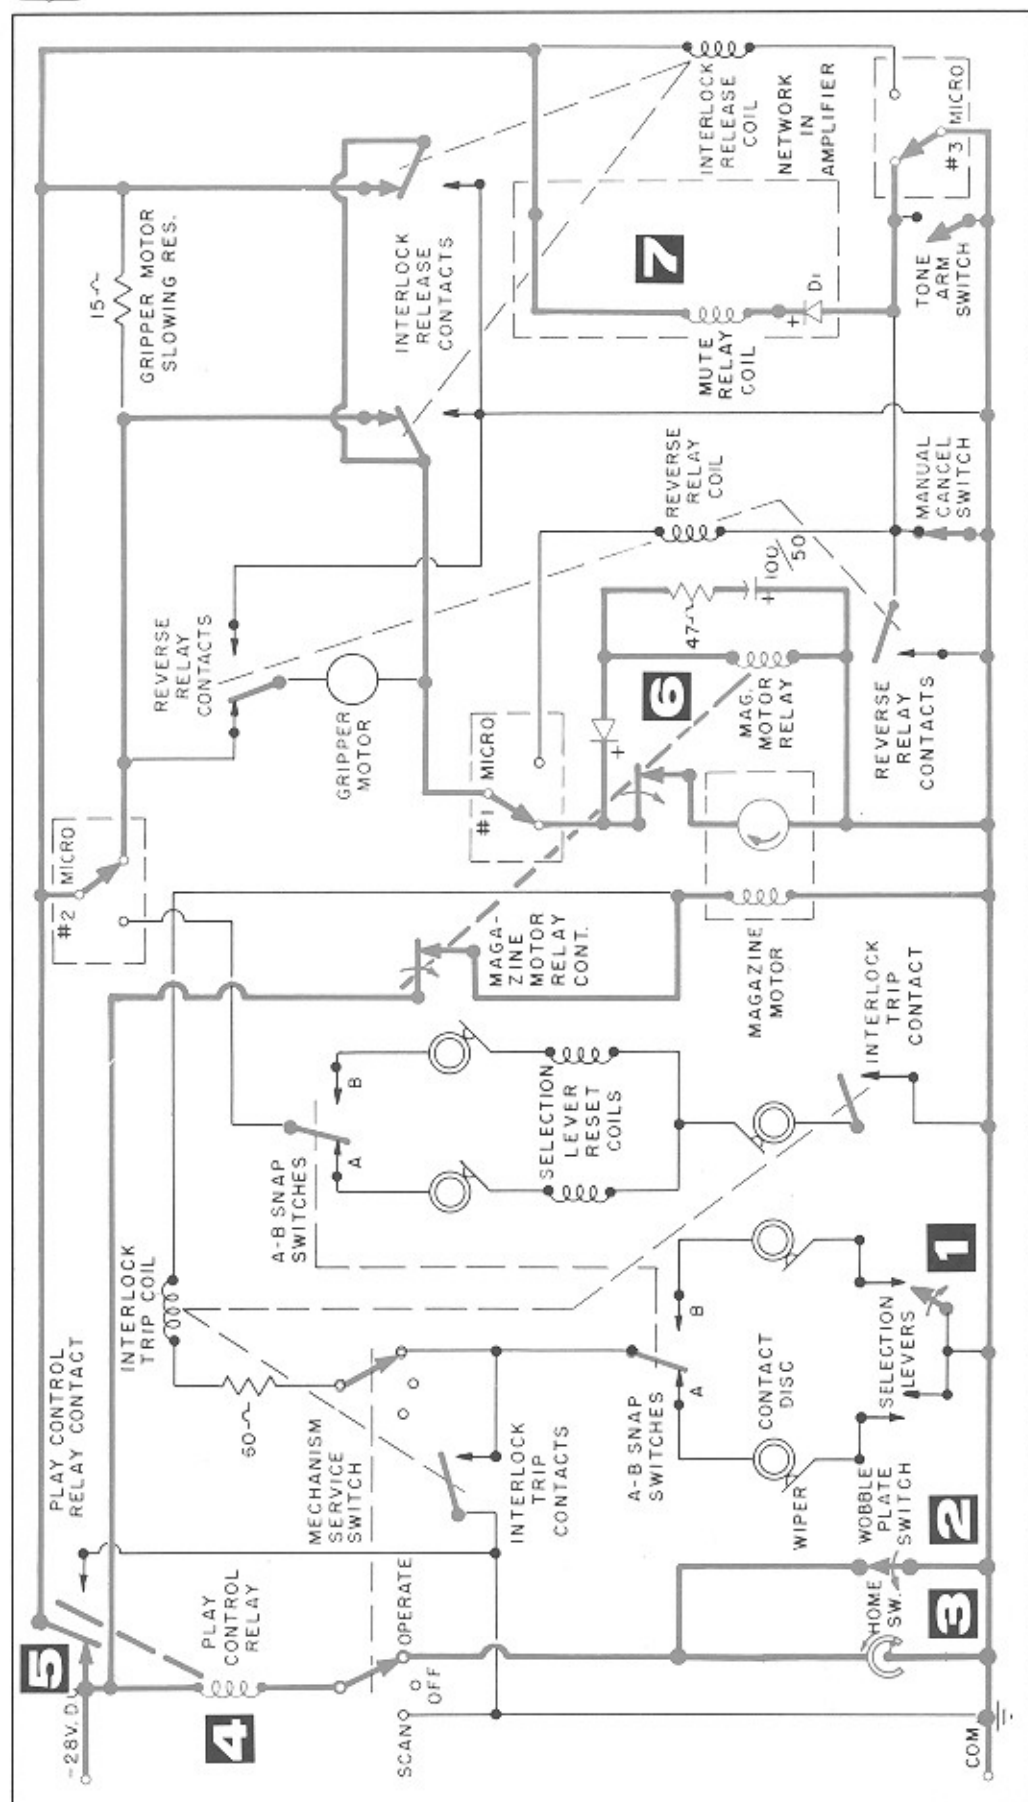 5
-28V. D.
PLAY CONTROL
RELAY CONTACT
4
PLAY
CONTROL
RELAY
SCAN
OFF
OPERATE
COM.
3
HOME
SW.
2
WOBBLE
PLATE
SWITCH
INTERLOCK
TRIP COIL
60
MECHANISM
SERVICE
SWITCH
INTERLOCK
TRIP
CONTACTS
A-B SNAP
SWITCHES
A
B
WIPER
CONTACT
DISC
SELECTION
LEVERS
1
A-B SNAP
SWITCHES
A
B
SELECTION
LEVER
RESET
COILS
INTERLOCK
TRIP
CONTACT
#2
MICRO
MAGA-
ZINE
MOTOR
RELAY
CONT.
MAGAZINE
MOTOR
REVERSE
RELAY
CONTACTS
GRIPPER
MOTOR
#1
MICRO
+
6
MAG.
MOTOR
RELAY
47
+
100/50
REVERSE
RELAY
CONTACTS
REVERSE
RELAY
COIL
MANUAL
CANCEL
SWITCH
15
GRIPPER MOTOR
SLOWING RES.
INTERLOCK
RELEASE
CONTACTS
7
MUTE
RELAY
COIL
+
D1
TONE
ARM
SWITCH
INTERLOCK
RELEASE
COIL
NETWORK
IN
AMPLIFIER
#3
MICRO